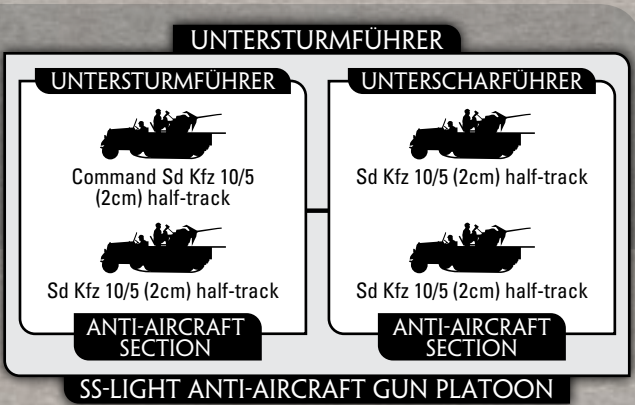 UNTERSTURMFÜHRER
UNTERSTURMFÜHRER
Command Sd Kfz 10/5
(2cm) half-track
Sd Kfz 10/5 (2cm) half-track
ANTI-AIRCRAFT
SECTION
UNTERSCHARFÜHRER
Sd Kfz 10/5 (2cm) half-track
Sd Kfz 10/5 (2cm) half-track
ANTI-AIRCRAFT
SECTION
SS-LIGHT ANTI-AIRCRAFT GUN PLATOON